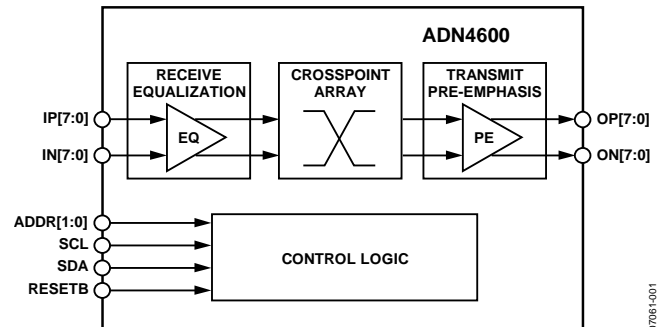 ADN4600
RECEIVE
EQUALIZATION
CROSSPOINT
ARRAY
TRANSMIT
PRE-EMPHASIS
IP[7:0]
IN[7:0]
EQ
PE
OP[7:0]
ON[7:0]
ADDR[1:0]
SCL
SDA
RESETB
CONTROL LOGIC
07061-001